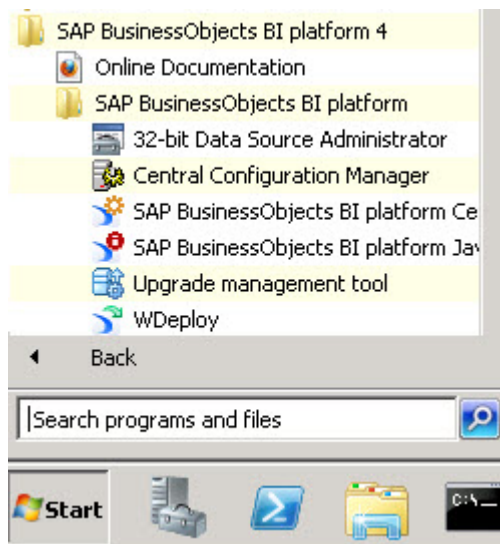 SAP BusinessObjects BI platform 4
Online Documentation
SAP BusinessObjects BI platform
32-bit Data Source Administrator
Central Configuration Manager
SAP BusinessObjects BI platform Ce
SAP BusinessObjects BI platform Jav
Upgrade management tool
WDeploy
Back
Search programs and files
Start
C:\